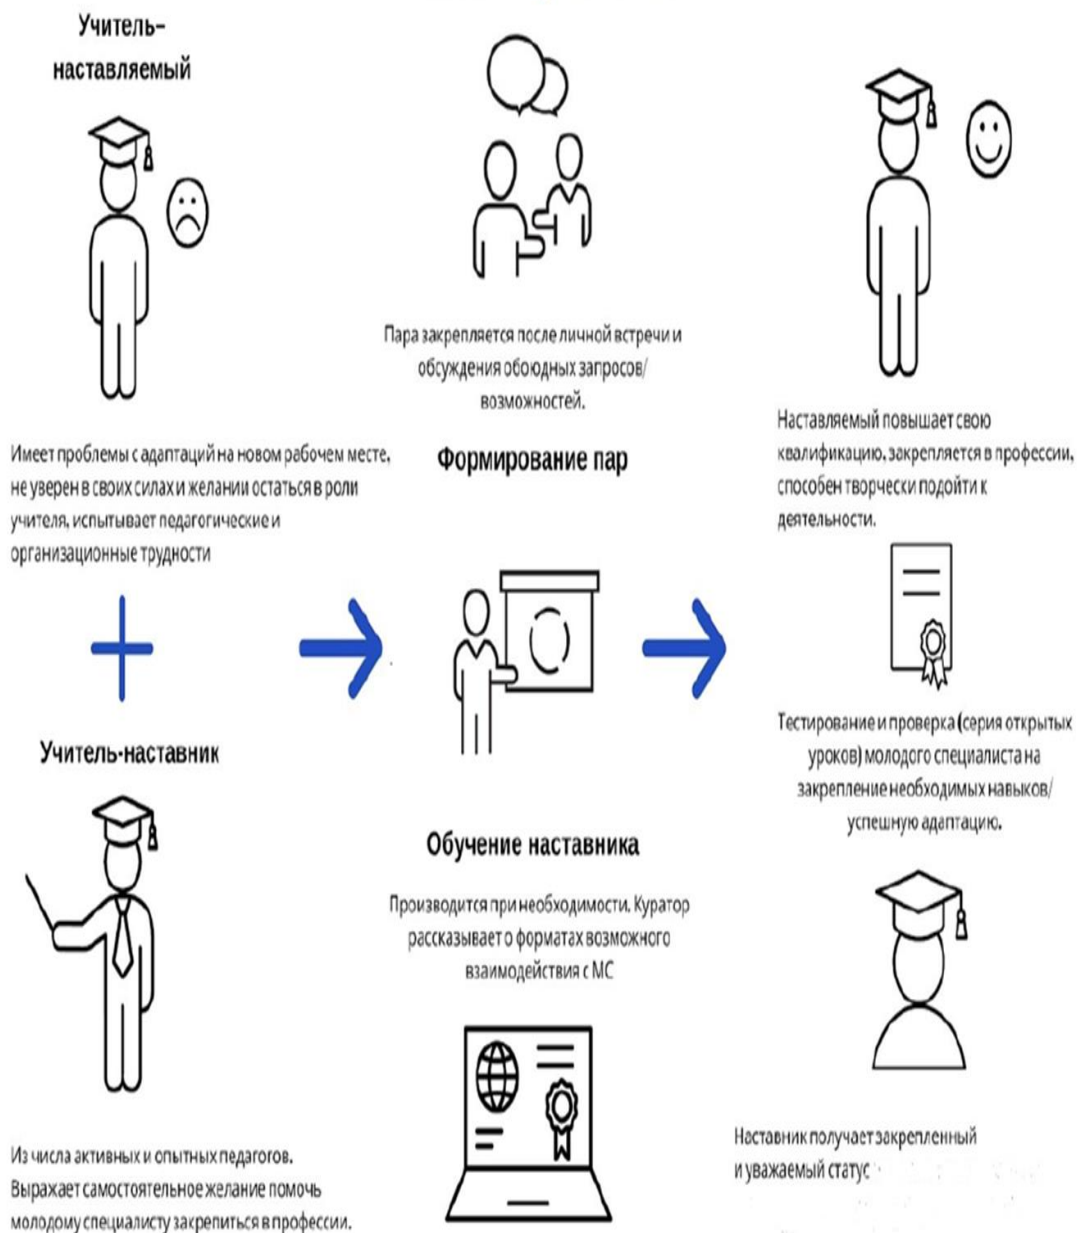 Учитель–
наставляемый
Имеет проблемы с адаптаций на новом рабочем месте,
не уверен в своих силах и желании остаться в роли
учителя, испытывает педагогические и
организационные трудности
Учитель-наставник
Из числа активных и опытных педагогов.
Выражает самостоятельное желание помочь
молодому специалисту закрепиться в профессии.
Пара закрепляется после личной встречи и
обсуждения обоюдных запросов/
возможностей.
Формирование пар
Обучение наставника
Производится при необходимости. Куратор
рассказывает о форматах возможного
взаимодействия с МС
Наставляемый повышает свою
квалификацию, закрепляется в профессии,
способен творчески подойти к
деятельности.
Тестирование и проверка (серия открытых
уроков) молодого специалиста на
закрепление необходимых навыков/
успешную адаптацию.
Наставник получает закрепленный
и уважаемый статус